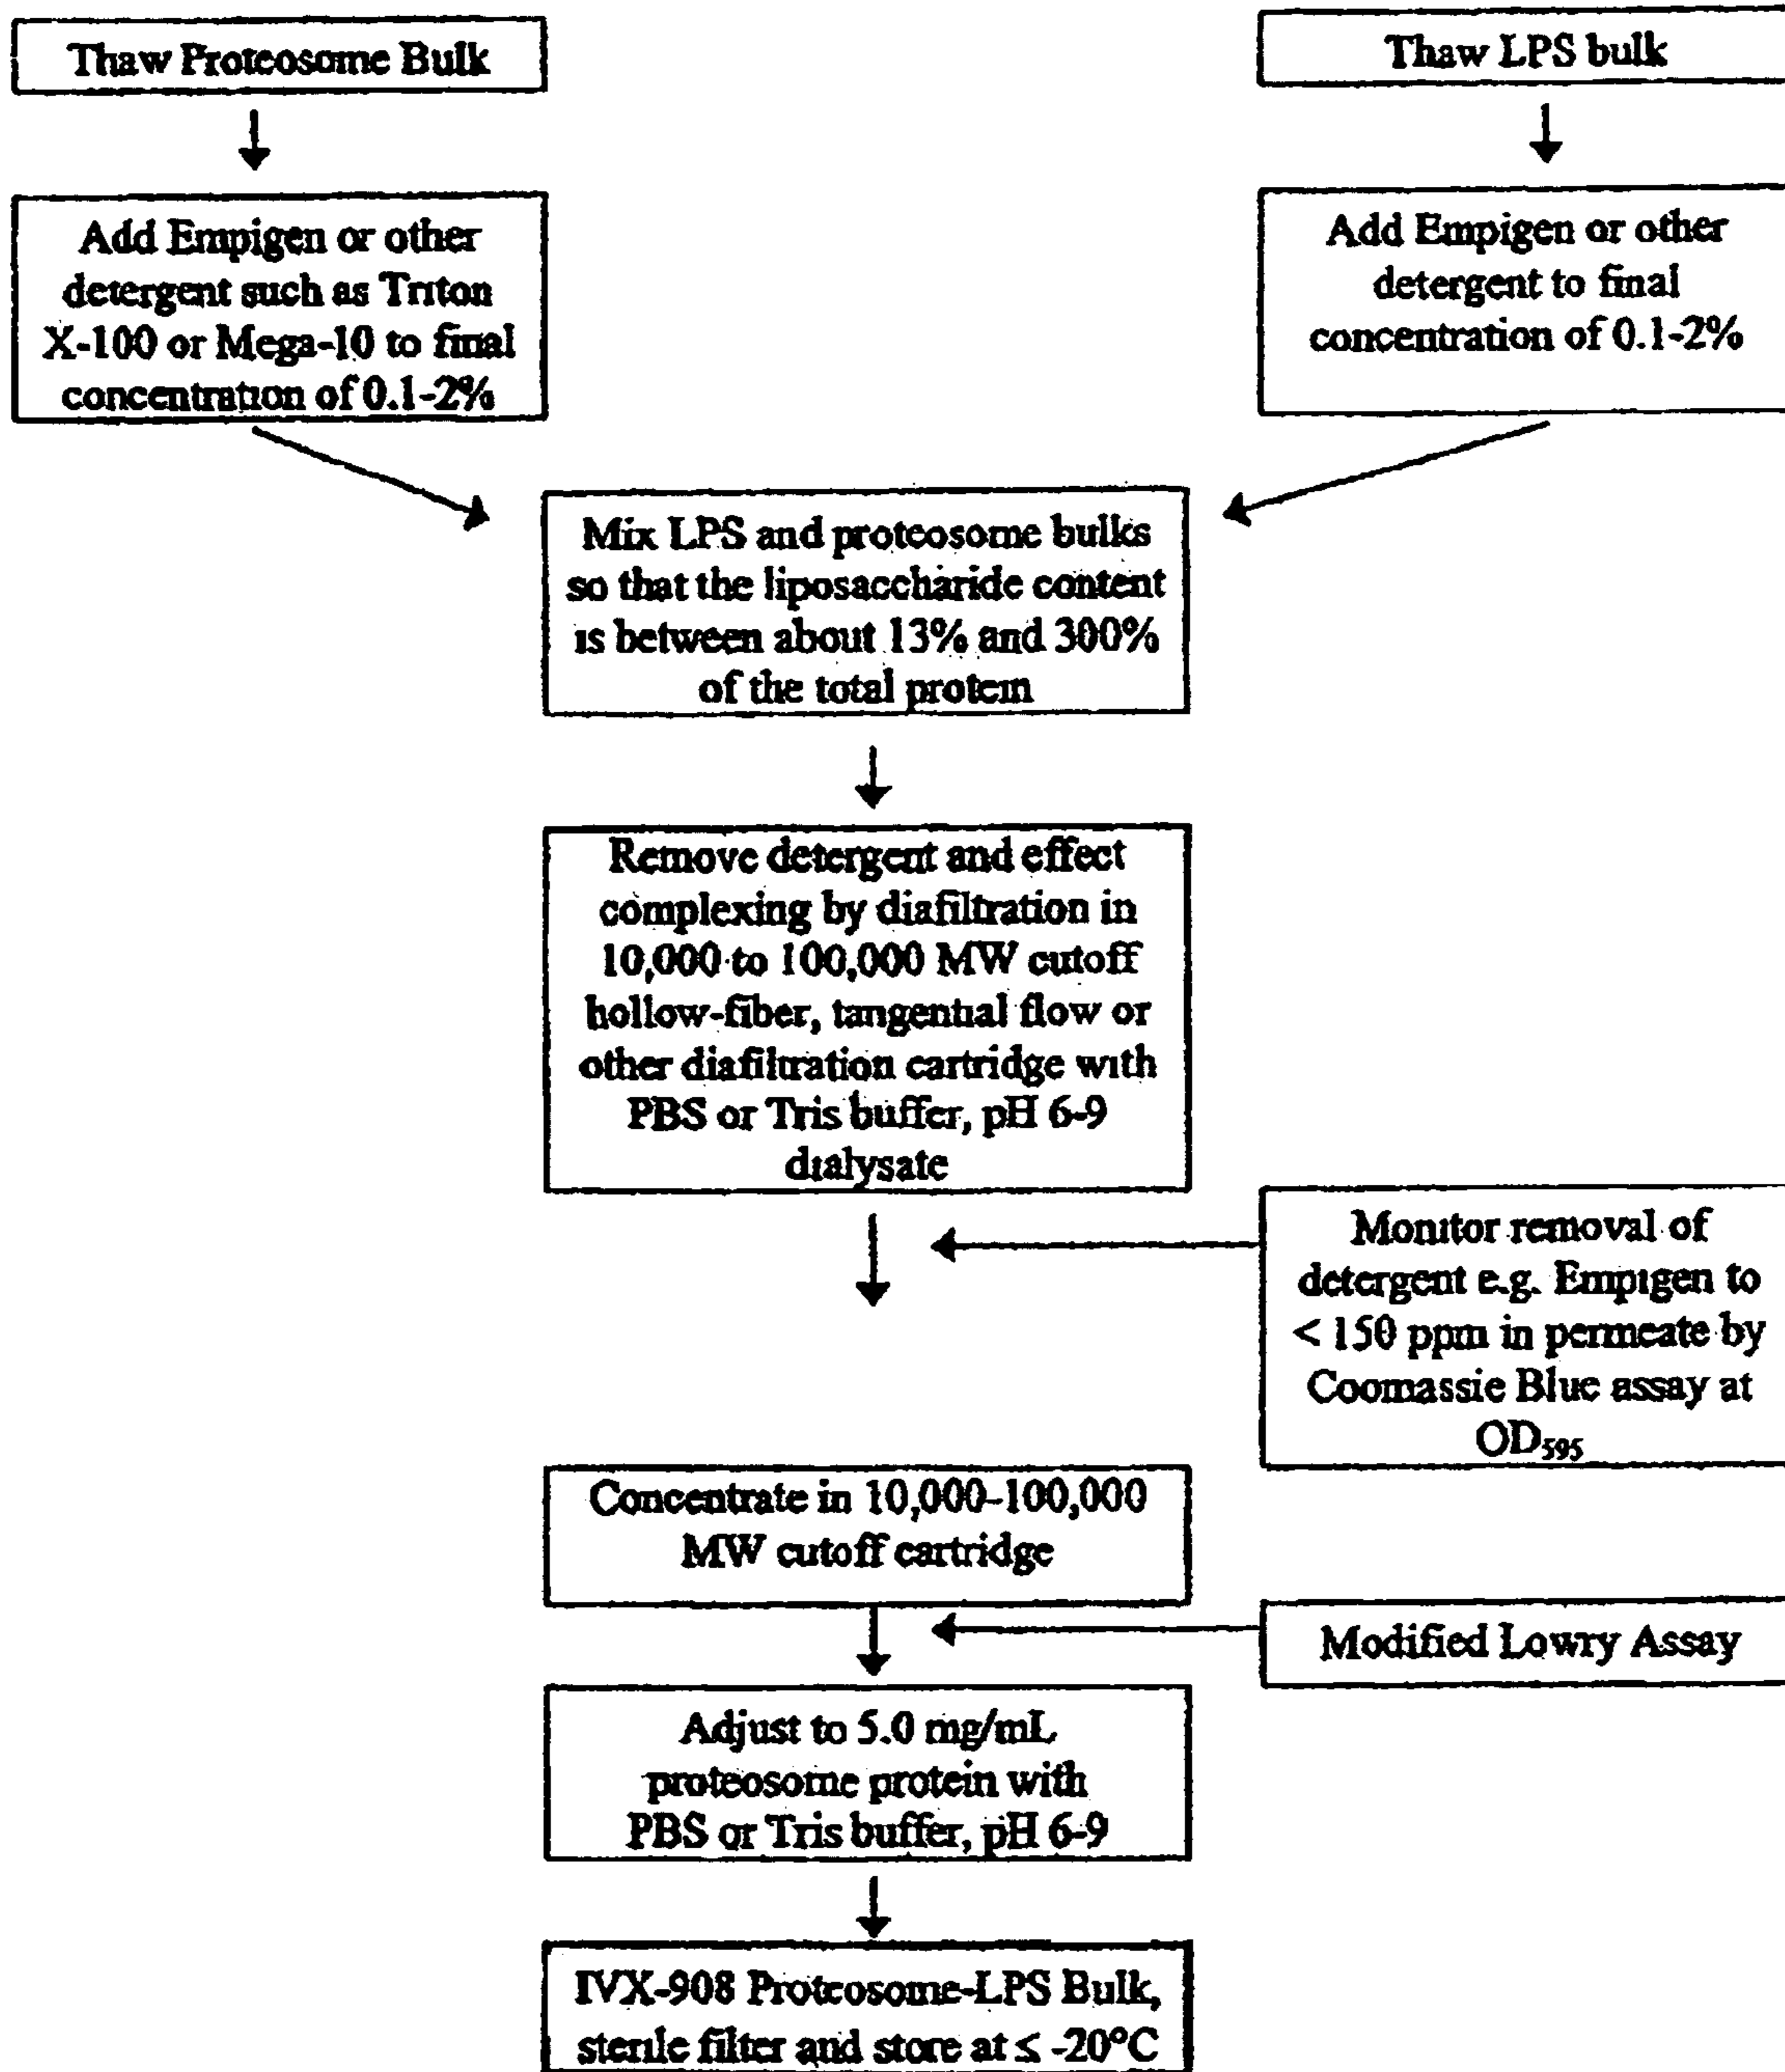 Thaw Proteosome Bulk
Thaw LPS bulk
Add Empigen or other
detergent such as Triton
X-100 or Mega-10 to final
concentration of 0.1-2%
Add Empigen or other
detergent to final
concentration of 0.1-2%
Mix LPS and proteosome bulks
so that the liposaccharide content
is between about 13% and 300%
of the total protein
Remove detergent and effect
complexing by diafiltration in
10,000 to 100,000 MW cutoff
hollow-fiber, tangential flow or
other diafiltration cartridge with
PBS or Tris buffer, pH 6-9
dialysate
Monitor removal of
detergent e.g. Empigen to
< 150 ppm in permeate by
Coomassie Blue assay at
OD₅₉₅
Concentrate in 10,000-100,000
MW cutoff cartridge
Modified Lowry Assay
Adjust to 5.0 mg/mL
proteosome protein with
PBS or Tris buffer, pH 6-9
IVX-908 Proteosome-LPS Bulk,
sterile filter and store at ≤ -20°C